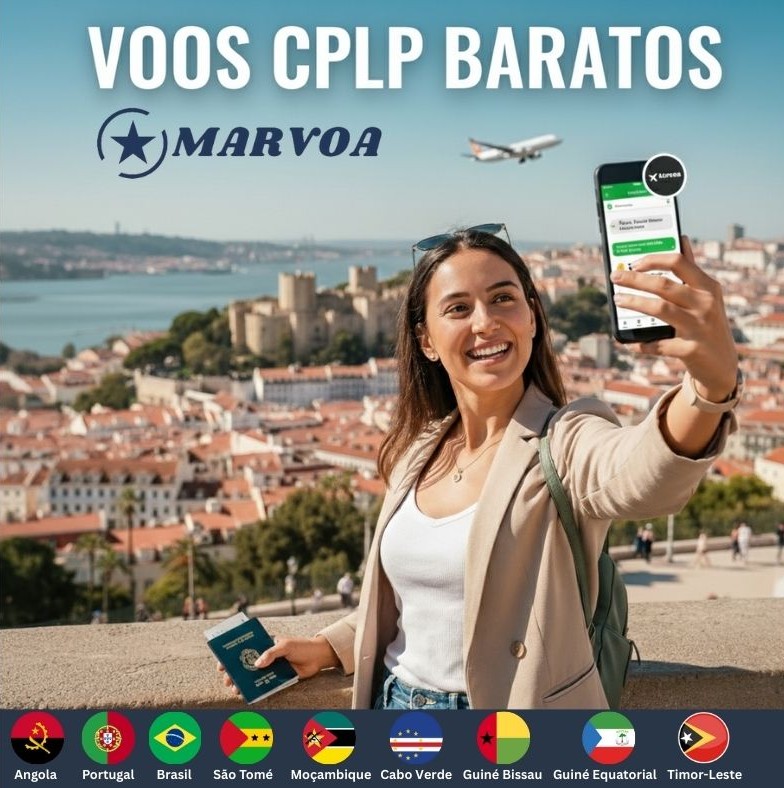 VOOS CPLP BARATOS
MARVOA
Angola
Portugal
Brasil
São Tomé
Moçambique
Cabo Verde
Guiné Bissau
Guiné Equatorial
Timor-Leste